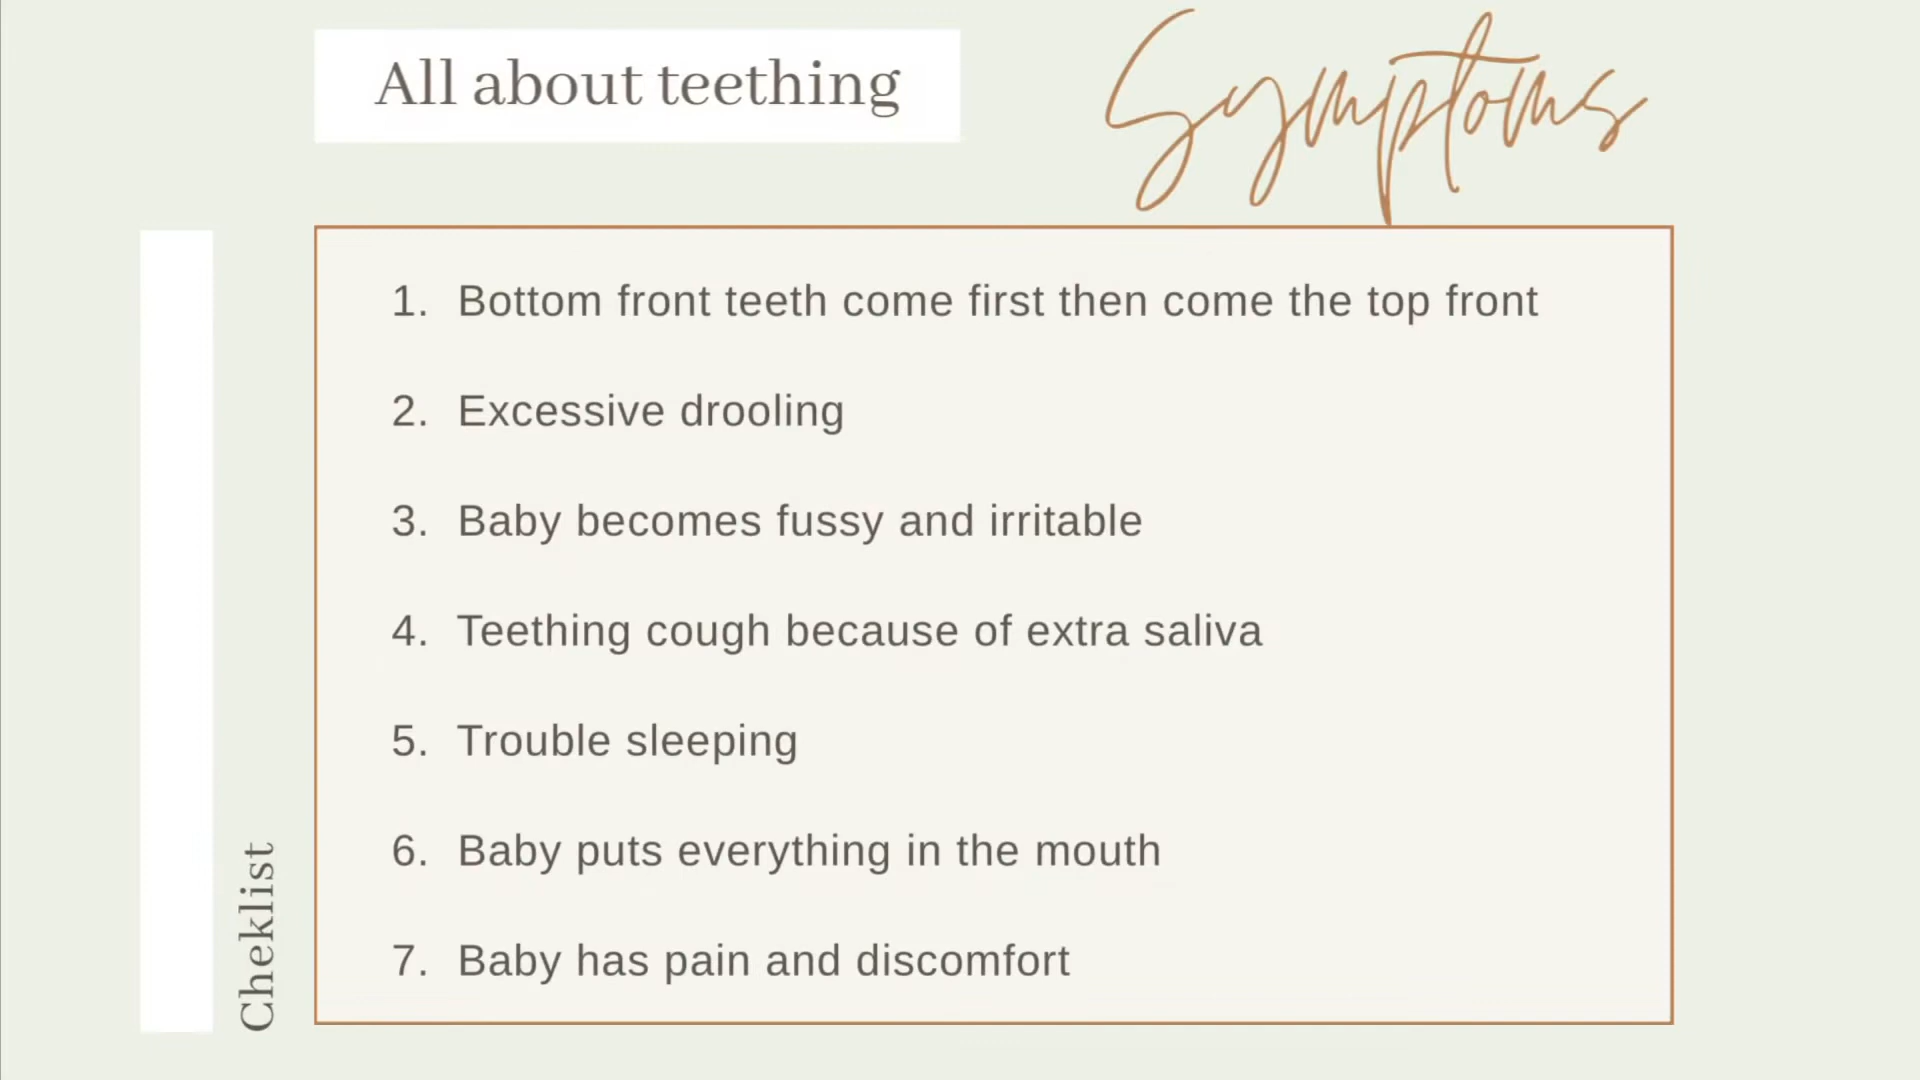 All about teething
Symptoms
1. Bottom front teeth come first then come the top front
2. Excessive drooling
3. Baby becomes fussy and irritable
4. Teething cough because of extra saliva
5. Trouble sleeping
6. Baby puts everything in the mouth
7. Baby has pain and discomfort
Cheklist